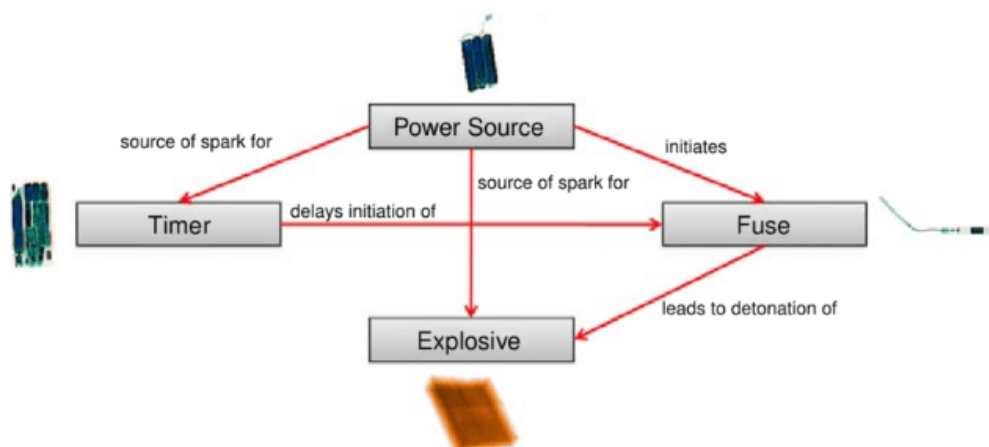 Power Source
source of spark for
initiates
source of spark for
Timer
delays initiation of
Fuse
leads to detonation of
Explosive